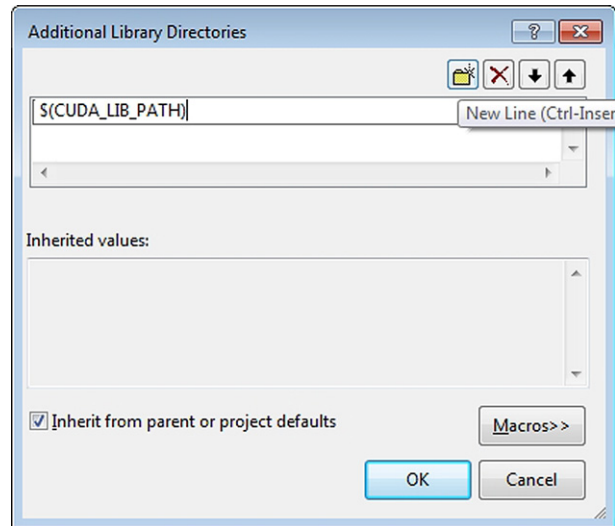 Additional Library Directories
$(CUDA_LIB_PATH)
New Line (Ctrl-Inser
Inherited values:
Inherit from parent or project defaults
Macros>>
OK
Cancel